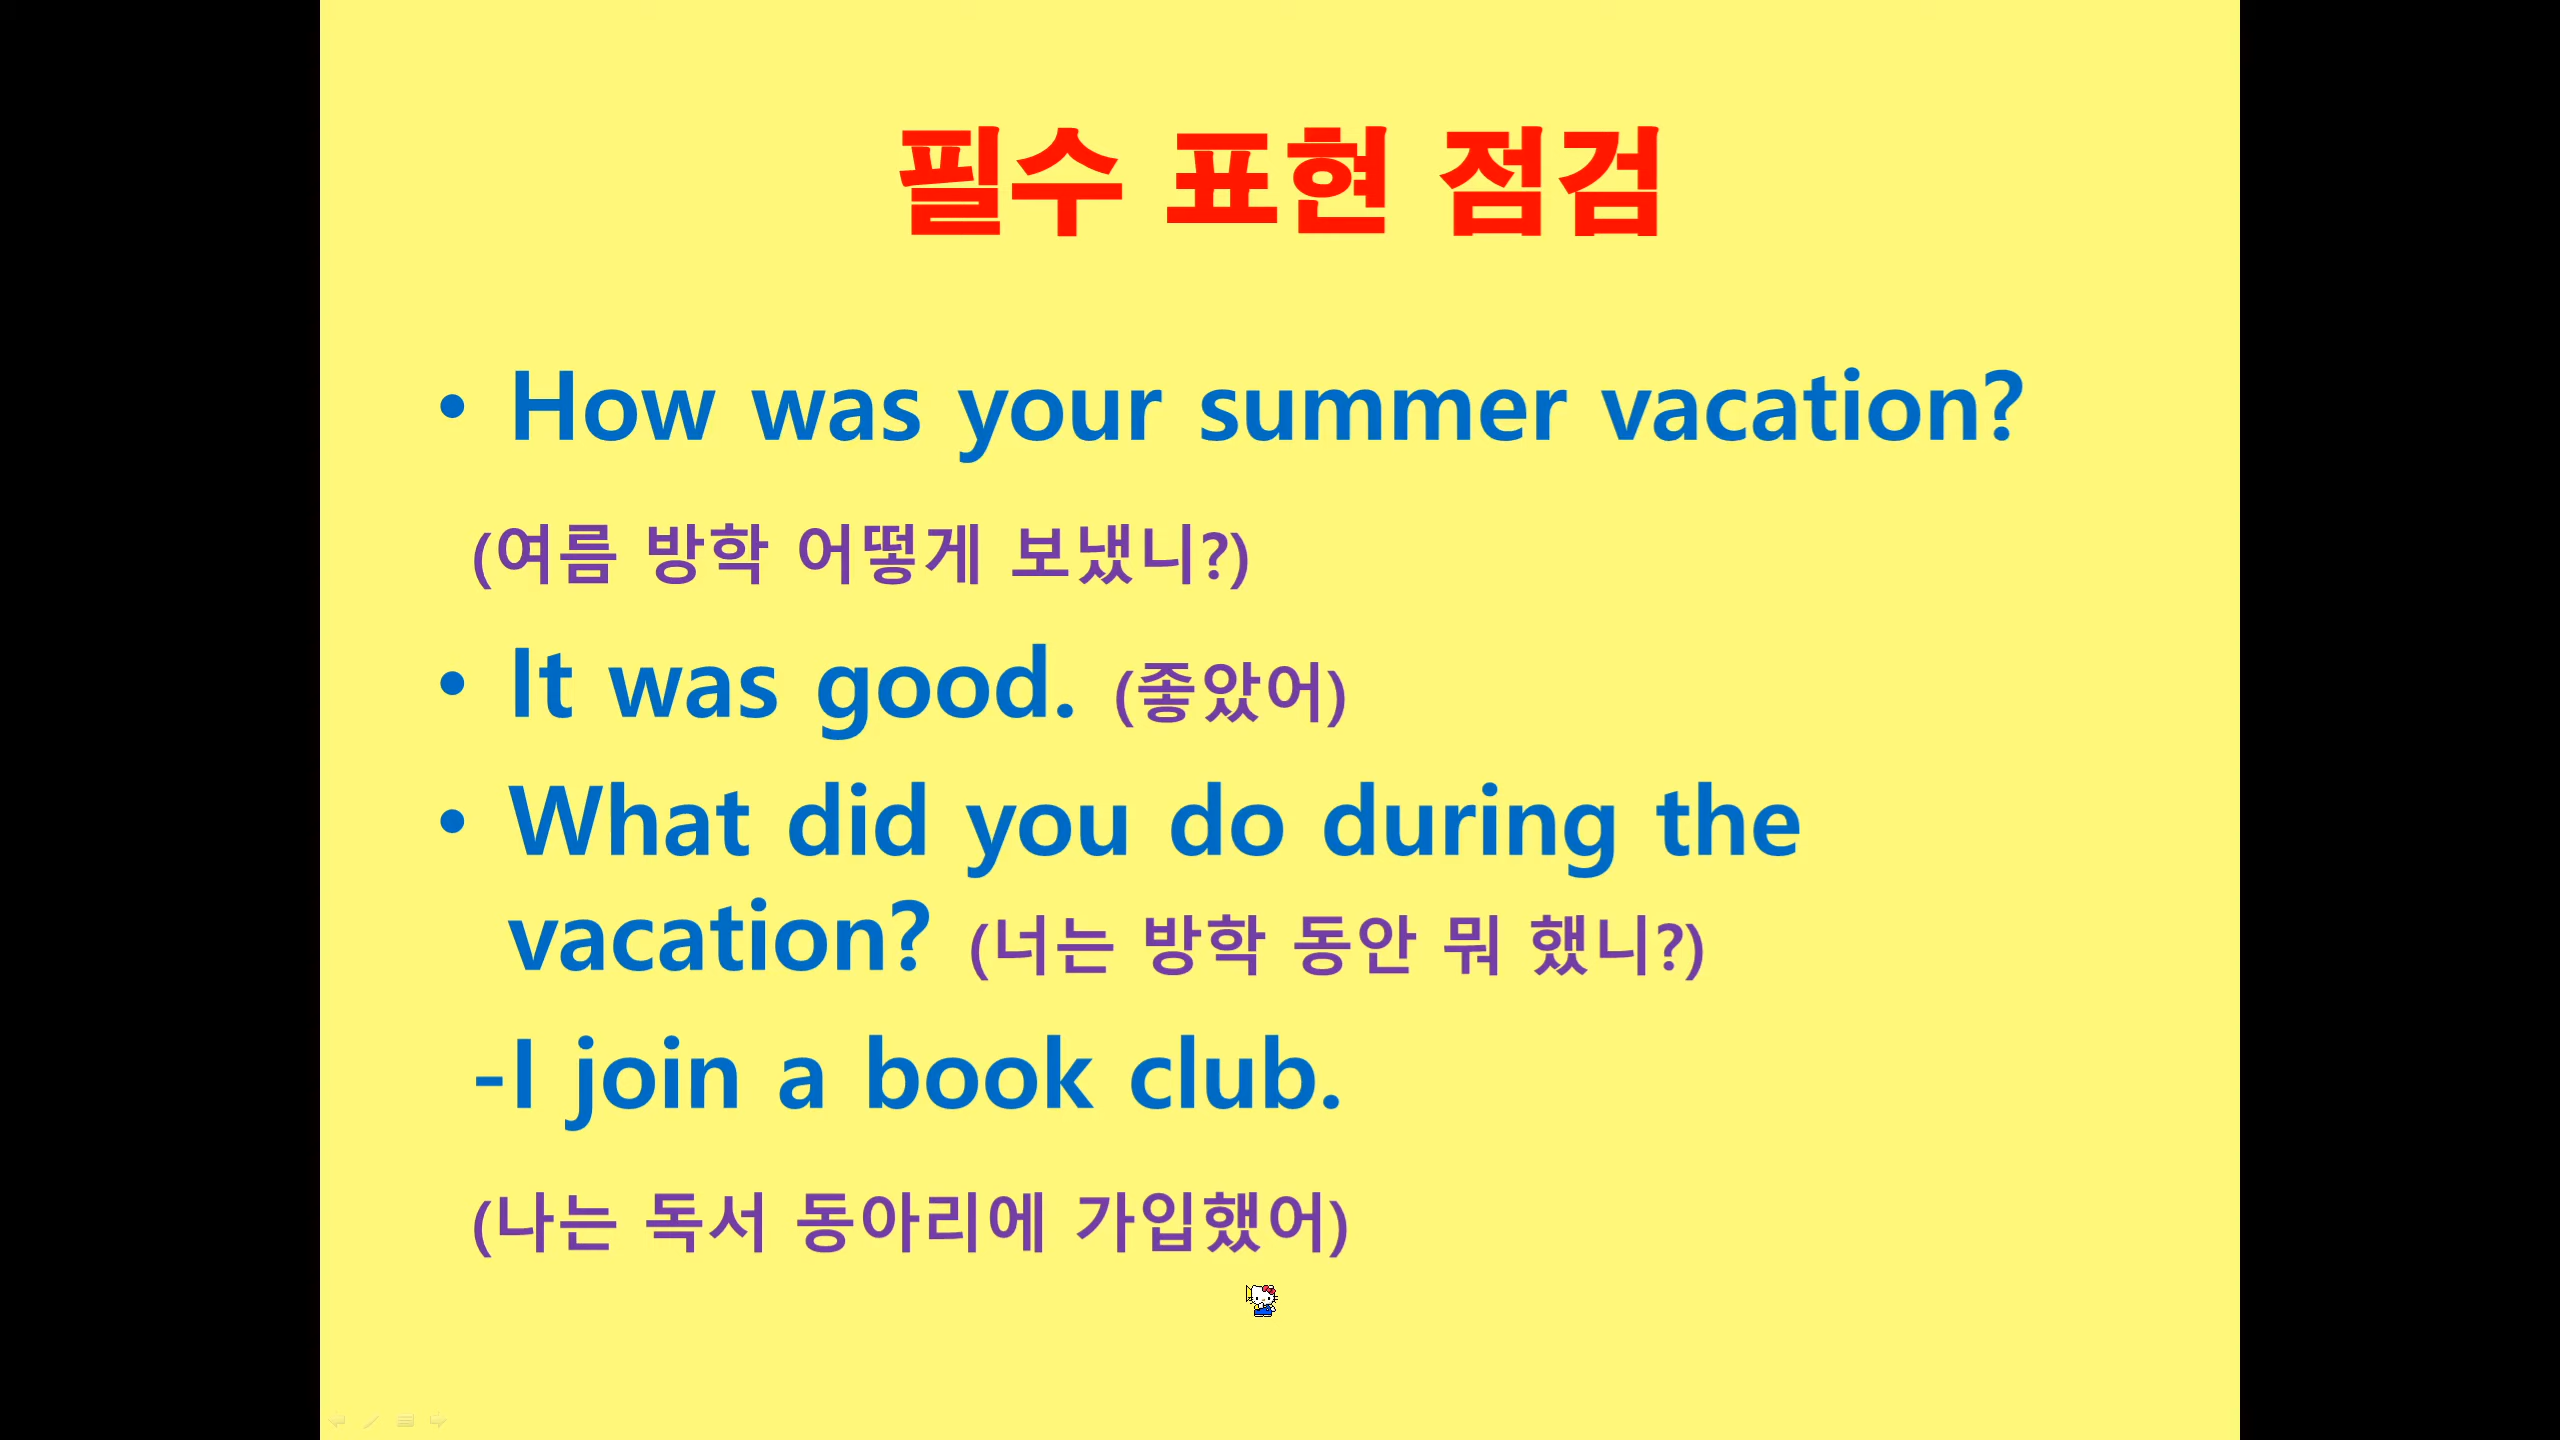 필수 표현 점검
• How was your summer vacation?
(여름 방학 어떻게 보냈니?)
• It was good. (좋았어)
• What did you do during the
vacation? (너는 방학 동안 뭐 했니?)
-I join a book club.
(나는 독서 동아리에 가입했어)